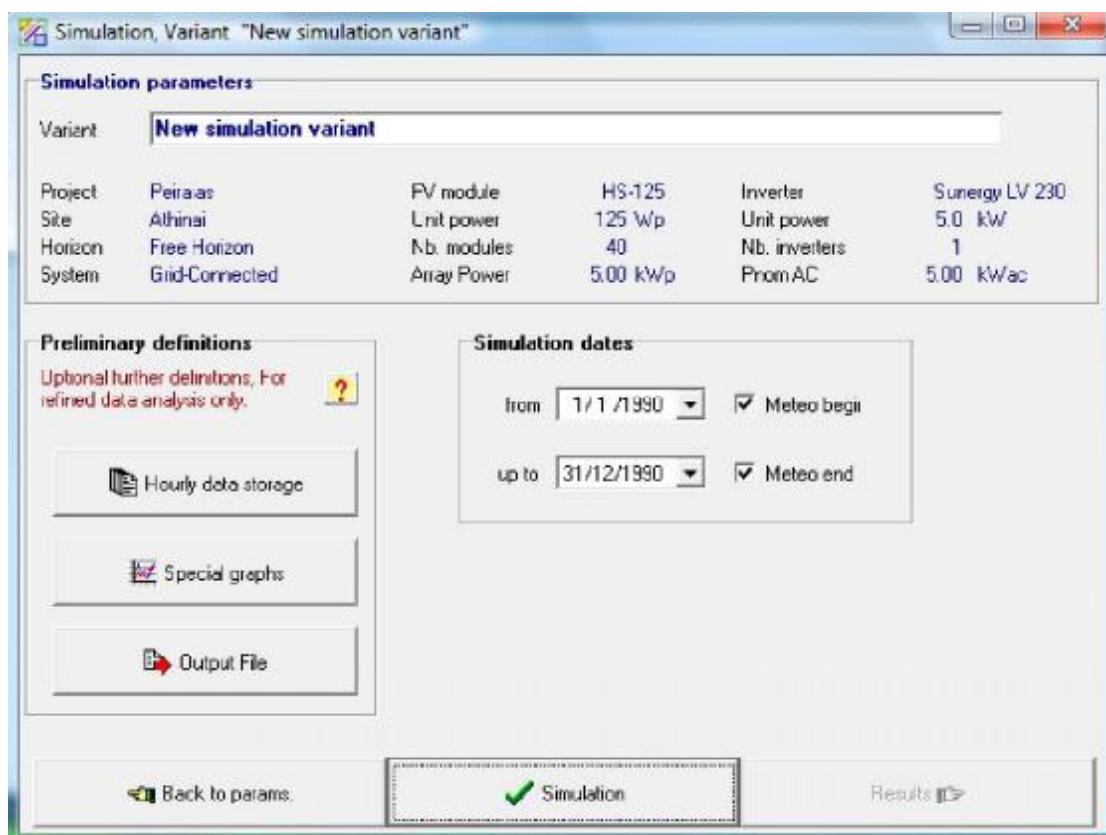 Simulation, Variant "New simulation variant"
Simulation parameters
Variant New simulation variant
Project Peiraias PV module HS-125 Inverter Sunergy LV 230
Site Athinai Unit power 125 Wp Unit power 5.0 kW
Horizon Free Horizon Nb. modules 40 Nb. inverters 1
System Grid-Connected Array Power 5.00 kWp Pnom AC 5.00 kWac
Preliminary definitions
Optional further definitions, For
refined data analysis only.
?
Hourly data storage
Special graphs
Output File
Simulation dates
from 1/ 1 /1990 Meteo begin
up to 31/12/1990 Meteo end
Back to params.
Simulation
Results